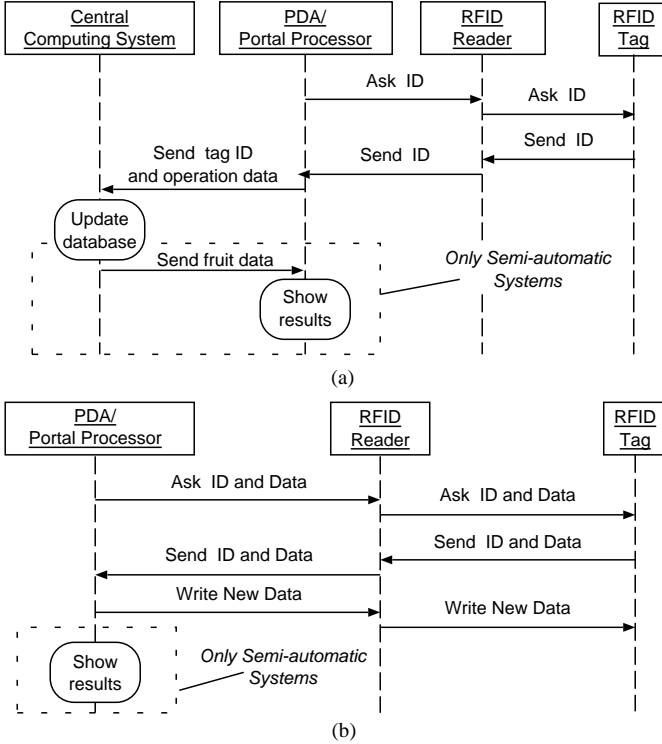 Central
Computing System
PDA/
Portal Processor
RFID
Reader
RFID
Tag
Ask ID
Ask ID
Send ID
Send tag ID
and operation data
Send ID
Update
database
Send fruit data
Only Semi-automatic
Systems
Show
results
(a)
PDA/
Portal Processor
RFID
Reader
RFID
Tag
Ask ID and Data
Ask ID and Data
Send ID and Data
Send ID and Data
Write New Data
Write New Data
Show
results
Only Semi-automatic
Systems
(b)